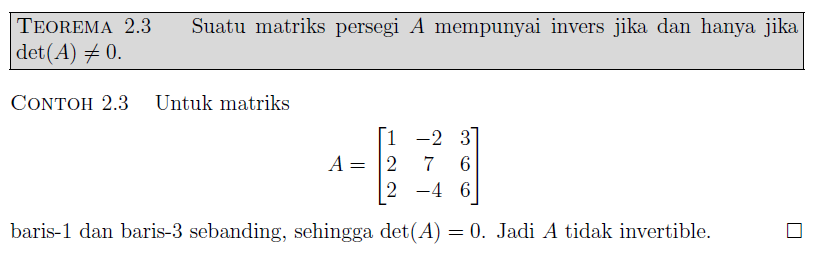 TEOREMA 2.3 Suatu matriks persegi A mempunyai invers jika dan hanya jika
det(A) ≠ 0.
CONTOH 2.3 Untuk matriks
A = [1 −2 3
2 7 6
2 −4 6]
baris-1 dan baris-3 sebanding, sehingga det(A) = 0. Jadi A tidak invertible. □